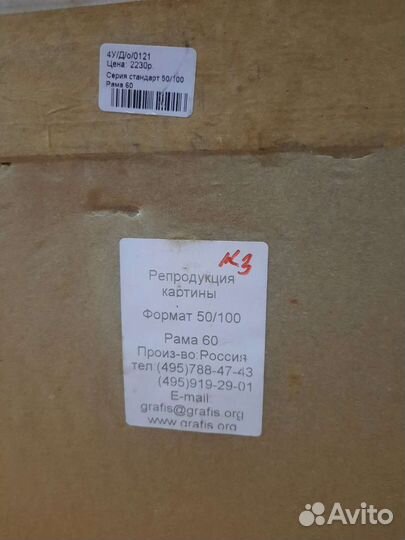 4У/Д/о/0121
Цена: 2230р.
Серия стандарт 50/100
Рама 60
к3
Репродукция
картины
Формат 50/100
Рама 60
Произ-во:Россия
тел:(495)788-47-43
(495)919-29-01
E-mail:
grafis@grafis.org
www.grafis.org
Avito